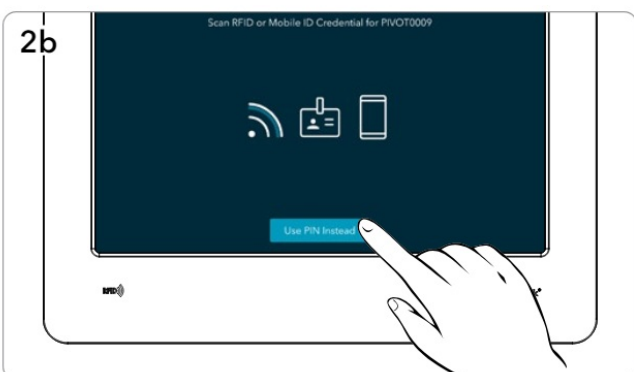 2b
Scan RFID or Mobile ID Credential for PIVOT0009
Use PIN Instead
RFID